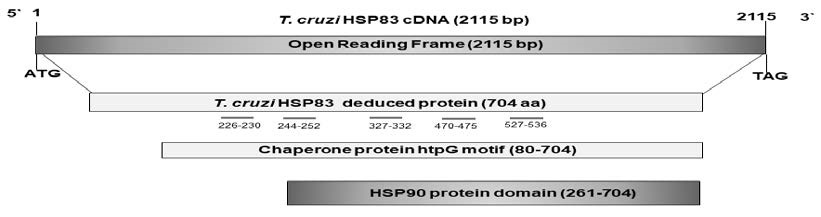 5` 1 T. cruzi HSP83 cDNA (2115 bp) 2115 3`
Open Reading Frame (2115 bp)
ATG TAG
T. cruzi HSP83 deduced protein (704 aa)
226-230 244-252 327-332 470-475 527-536
Chaperone protein htpG motif (80-704)
HSP90 protein domain (261-704)